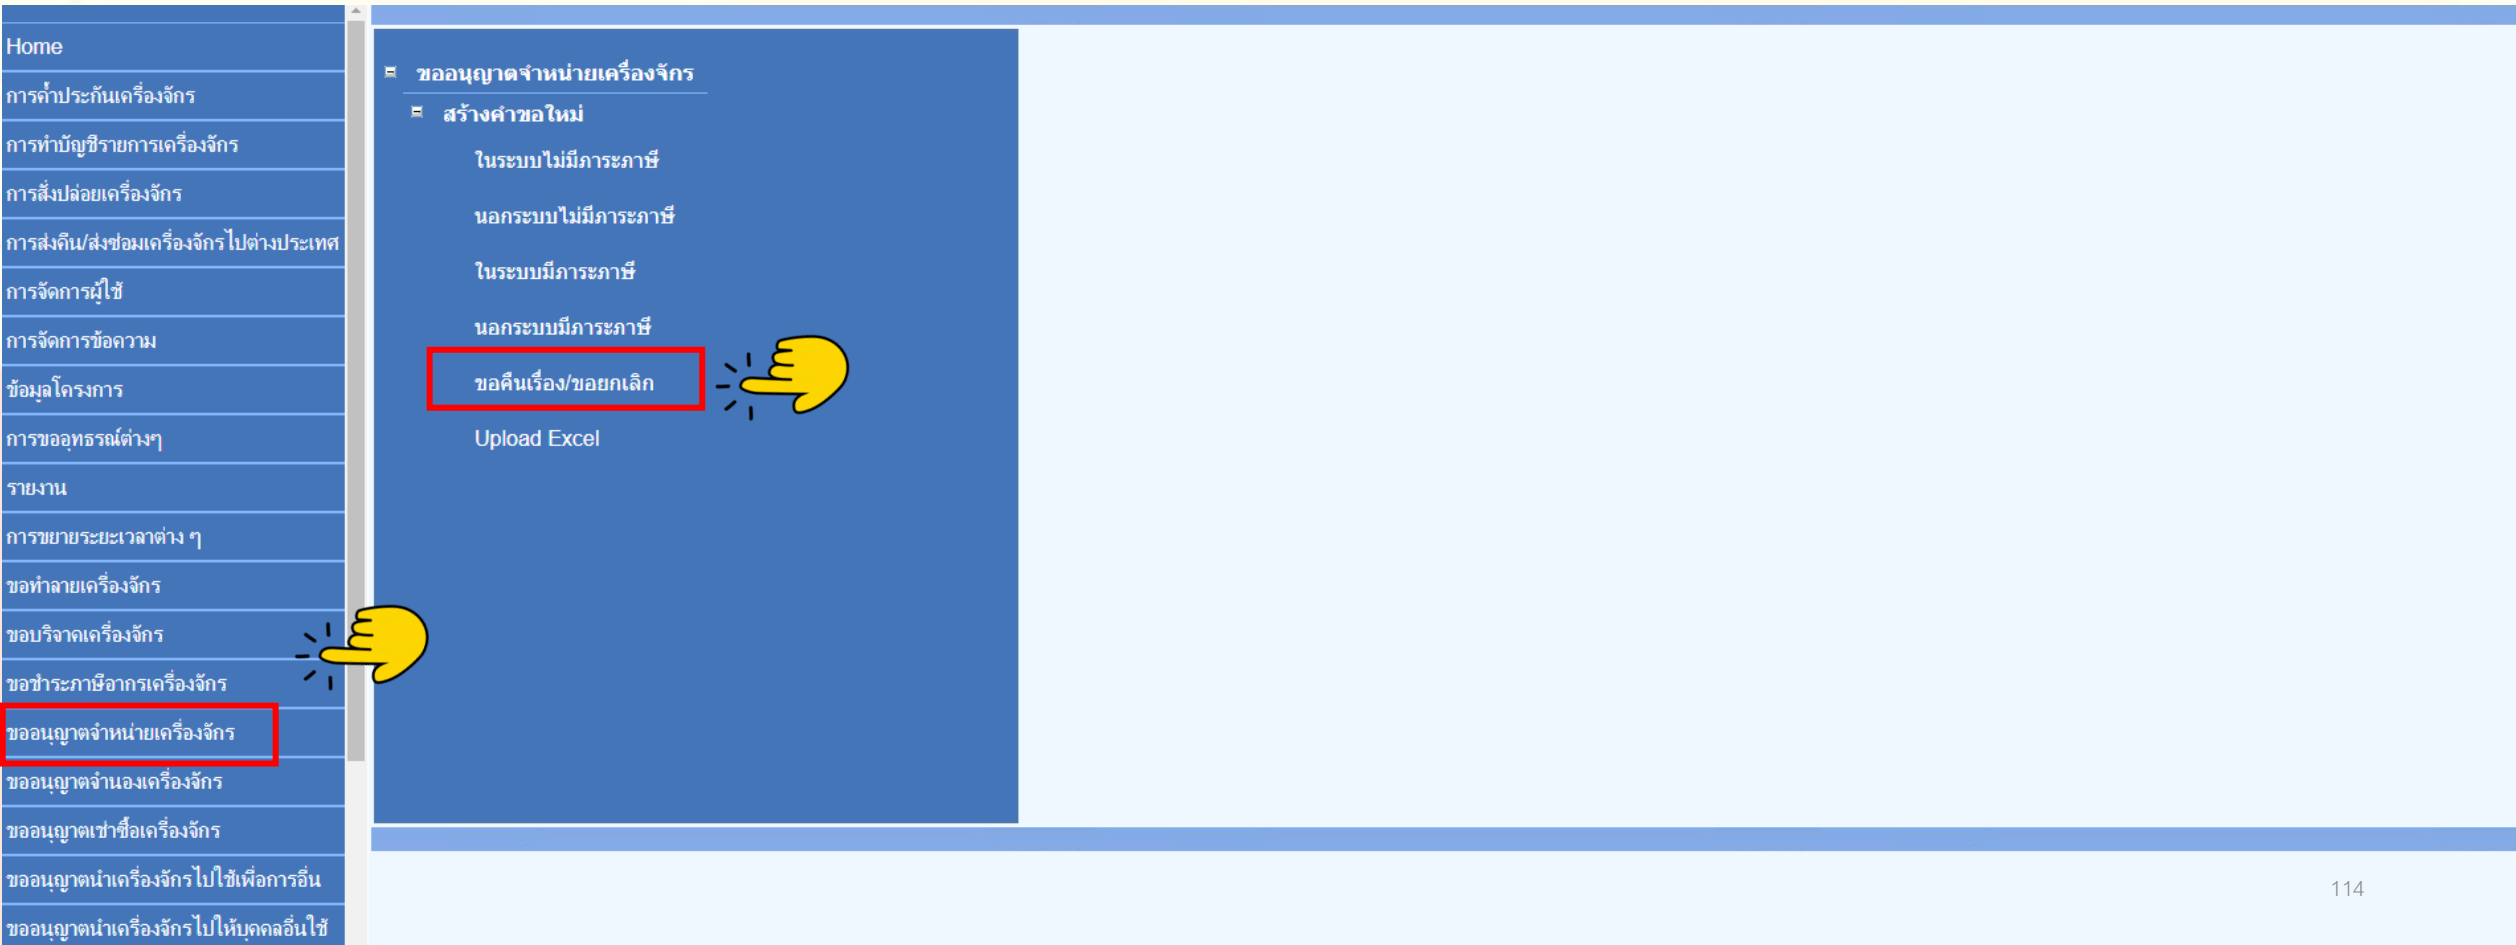 Home
การค้ำประกันเครื่องจักร
การทำบัญชีรายการเครื่องจักร
การสั่งปล่อยเครื่องจักร
การส่งคืน/ส่งซ่อมเครื่องจักรไปต่างประเทศ
การจัดการผู้ใช้
การจัดการข้อความ
ข้อมูลโครงการ
การขออุทธรณ์ต่างๆ
รายงาน
การขยายระยะเวลาต่าง ๆ
ขอทำลายเครื่องจักร
ขอบริจาคเครื่องจักร
ขอชำระภาษีอากรเครื่องจักร
ขออนุญาตจำหน่ายเครื่องจักร
ขออนุญาตจำนองเครื่องจักร
ขออนุญาตเช่าซื้อเครื่องจักร
ขออนุญาตนำเครื่องจักรไปใช้เพื่อการอื่น
ขออนุญาตนำเครื่องจักรไปให้บุคคลอื่นใช้
ขออนุญาตจำหน่ายเครื่องจักร
สร้างคำขอใหม่
ในระบบไม่มีภาระภาษี
นอกระบบไม่มีภาระภาษี
ในระบบมีภาระภาษี
นอกระบบมีภาระภาษี
ขอคืนเรื่อง/ขอยกเลิก
Upload Excel
114